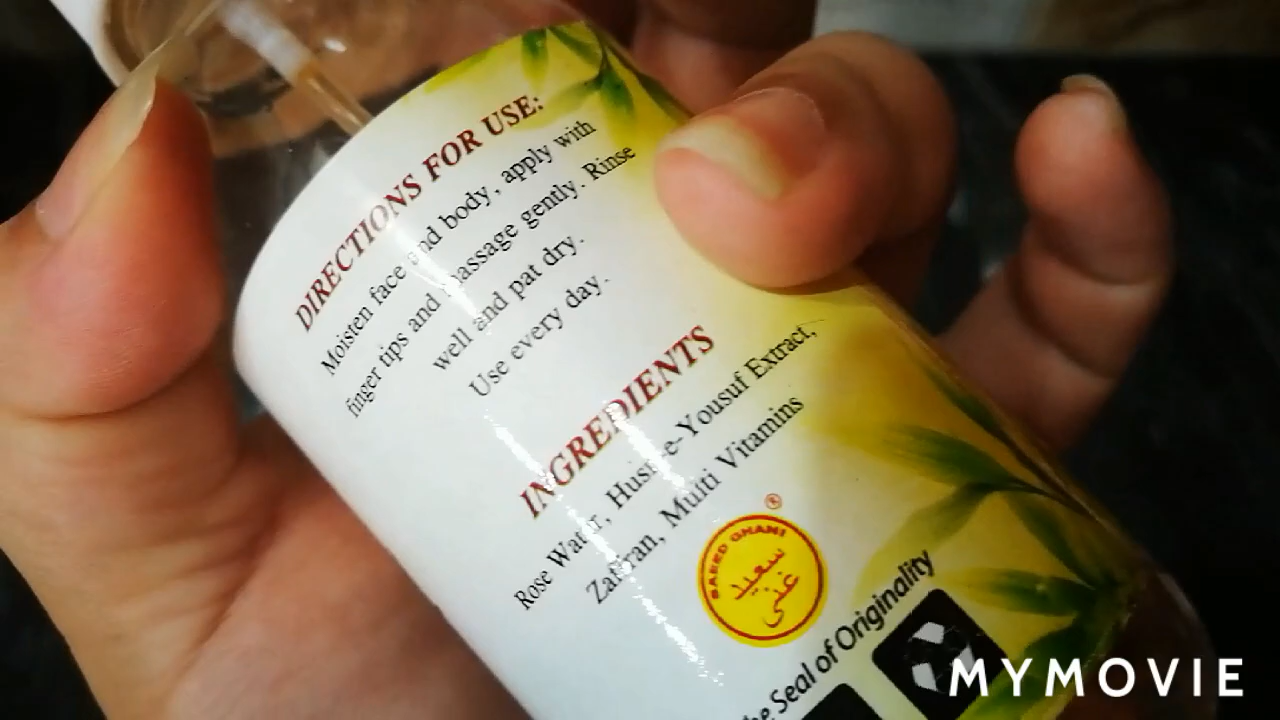 DIRECTIONS FOR USE:
Moisten face and body, apply with
finger tips and massage gently. Rinse
well and pat dry.
Use every day.
INGREDIENTS
Rose Water, Husn-e-Yousuf Extract,
Zafran, Multi Vitamins
®
SAEED GHANI
سعيد
غنی
the Seal of Originality
MYMOVIE